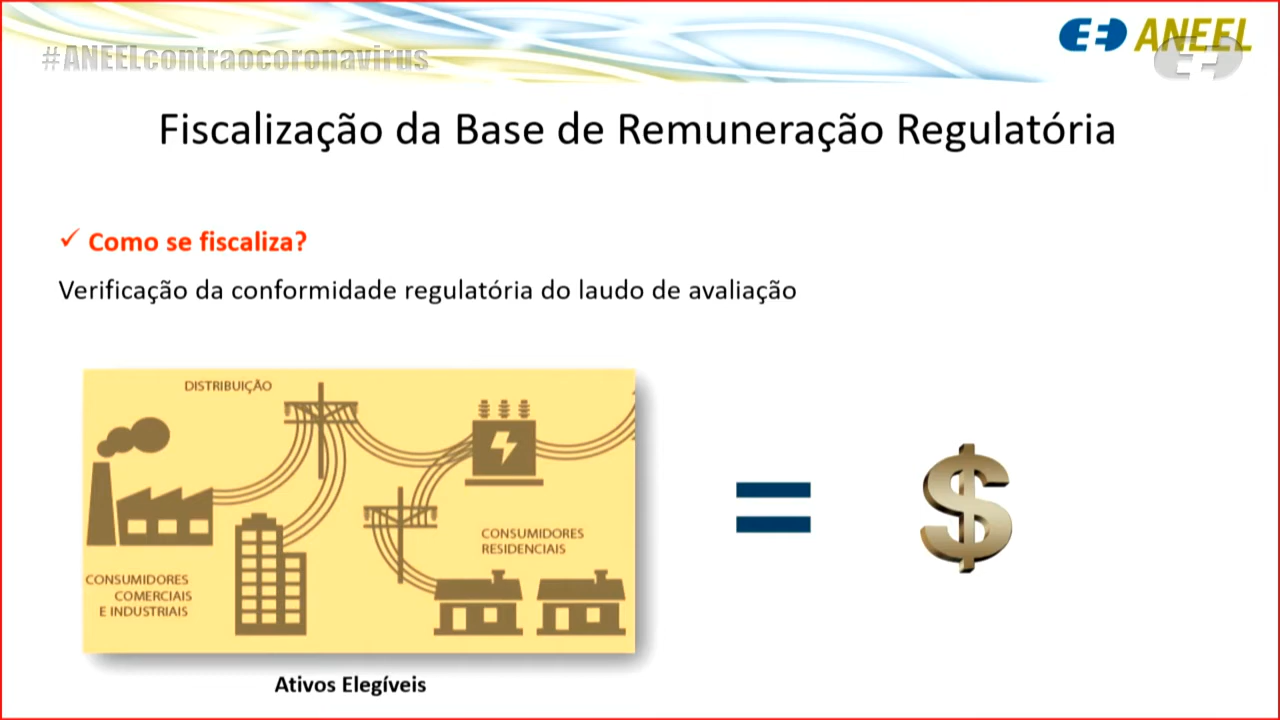 #ANEELcontraocoronavirus
ANEEL
Fiscalização da Base de Remuneração Regulatória
✓ Como se fiscaliza?
Verificação da conformidade regulatória do laudo de avaliação
DISTRIBUIÇÃO
CONSUMIDORES
RESIDENCIAIS
CONSUMIDORES
COMERCIAIS
E INDUSTRIAIS
=
$
Ativos Elegíveis